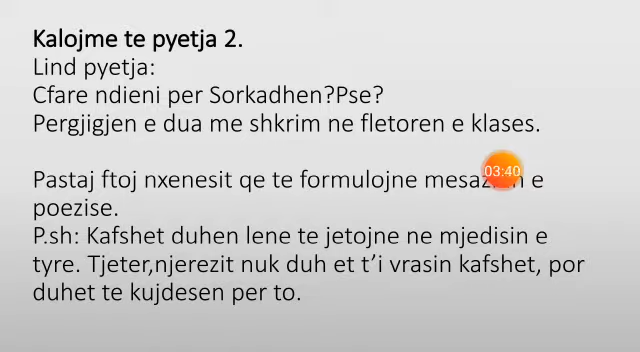 Kalojme te pyetja 2.
Lind pyetja:
Cfare ndieni per Sorkadhen?Pse?
Pergjigjen e dua me shkrim ne fletoren e klases.
Pastaj ftoj nxenesit qe te formulojne e
03:40
poezise.
P.sh: Kafshet duhen lene te jetojne ne mjedisin e
tyre. Tjeter,njerezit nuk duh et t’i vrasin kafshet, por
duhet te kujdesen per to.